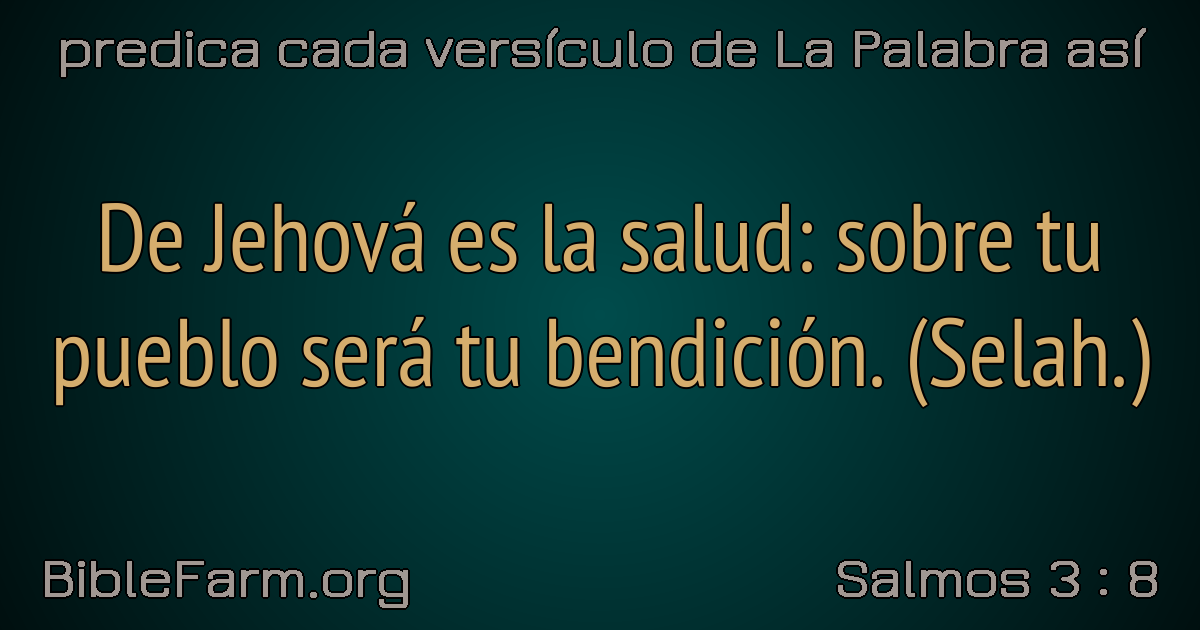 predica cada versículo de La Palabra así
De Jehová es la salud: sobre tu
pueblo será tu bendición. (Selah.)
BibleFarm.org
Salmos 3 : 8